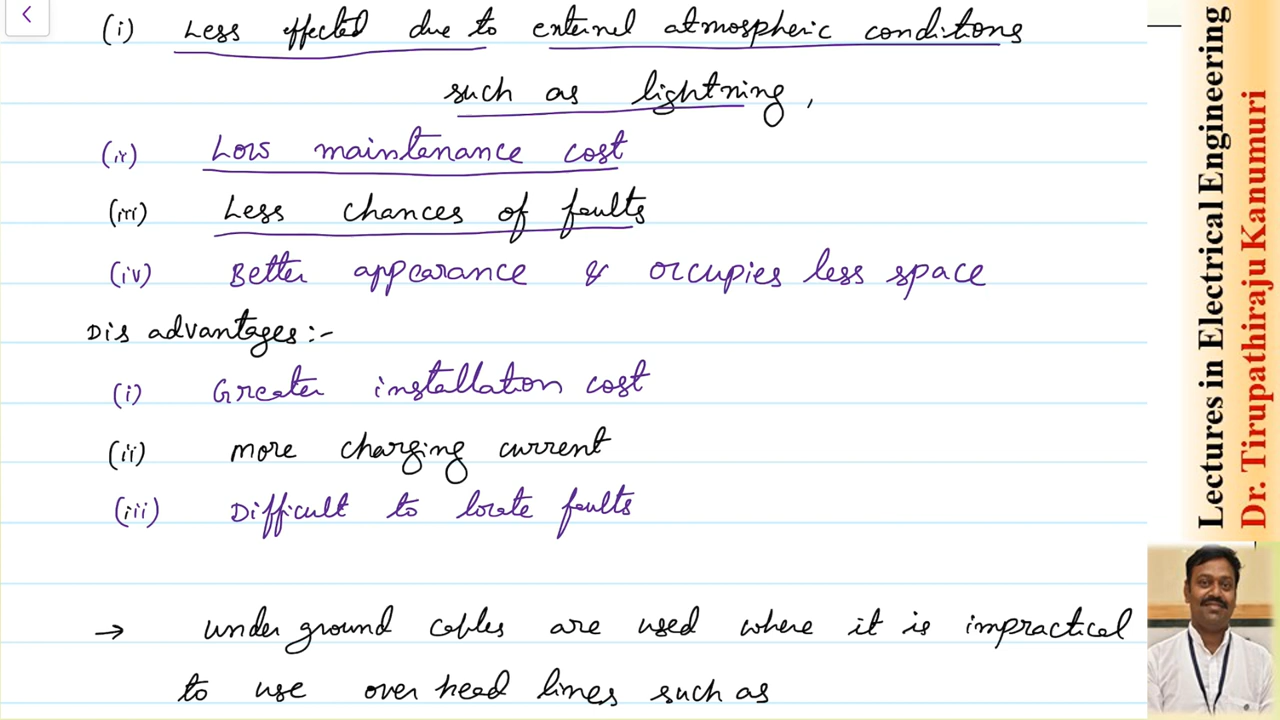 (i) Less effected due to external atmospheric conditions
such as lightning,
(ii) Low maintenance cost
(iii) Less chances of faults
(iv) Better appearance & occupies less space
Dis advantages:-
(i) Greater installation cost
(ii) more charging current
(iii) Difficult to locate faults
→ under ground cables are used where it is impractical
to use over head lines such as
Lectures in Electrical Engineering
Dr. Tirupathiraju Kanumuri